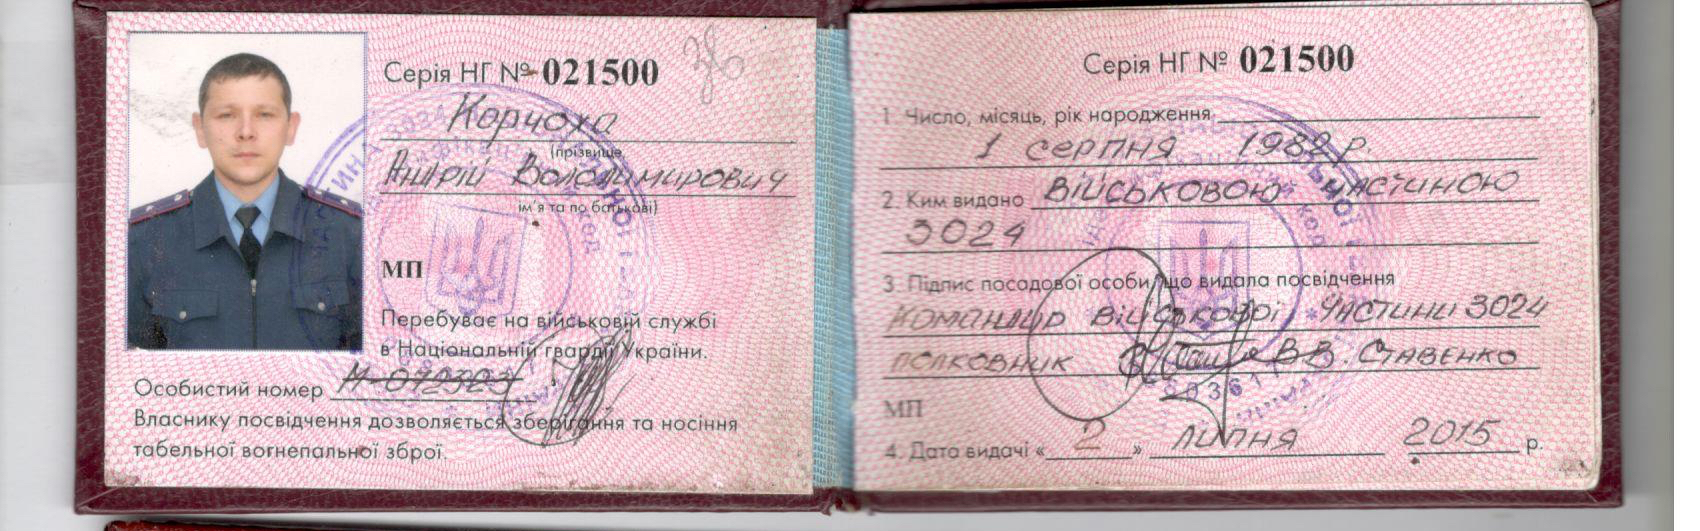 Серія НГ № 021500
Корчоха
(прізвище
Андрій Володимирович
ім'я та по батькові)
МП
Перебуває на військовій службі
в Національній гвардії України.
Особистий номер М-092323
Власнику посвідчення дозволяється зберігання та носіння
табельної вогнепальної зброї.
Серія НГ № 021500
1 Число, місяць, рік народження
1 серпня 1982 р.
2. Ким видано військовою частиною
3024
3. Підпис посадової особи, що видала посвідчення
командир військової частини 3024
полковник В.В. Ставенко
МП
4. Дата видачі «2» липня 2015 р.